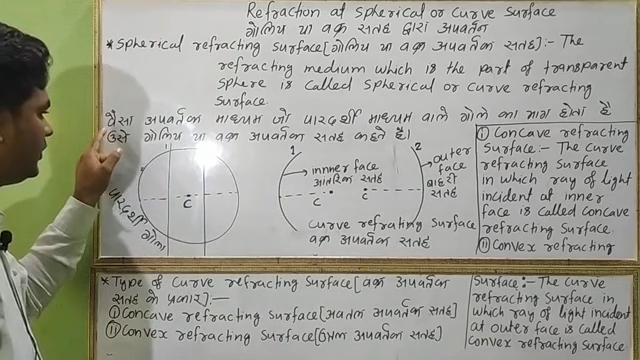 Refraction at Spherical or Curve Surface
गोलिय या वक्र सतह द्वारा अपवर्तन
* Spherical refracting Surface [गोलिय या वक्र अपवर्तक सतह]:- The
refracting medium which is the part of transparent
sphere is called spherical or curve refracting
surface
वैसा अपवर्तक माध्यम जो पारदर्शी माध्यम वाले गोले का भाग होता है
उसे गोलिय या वक्र अपवर्तक सतह कहते हैं।
C
पारदर्शी गोला
1
innner face
आंतरिक सतह
C
C
2
outer
face
बाहरी
सतह
Curve refrating Surface
वक्र अपवर्तक सतह
(i) Concave refracting
Surface:- The curve
refracting surface
in which ray of light
incident at inner
face is called concave
refracting surface.
(ii) Convex refracting
* Type of Curve refracting Surface [वक्र अपवर्तक
सतह के प्रकार]:-
(i) Concave refracting Surface [अवतल अपवर्तक सतह]
(ii) Convex refracting Surface [उत्तल अपवर्तक सतह]
Surface:- The curve
refracting surface in
which ray of light incident
at outer face is called
convex refracting surface